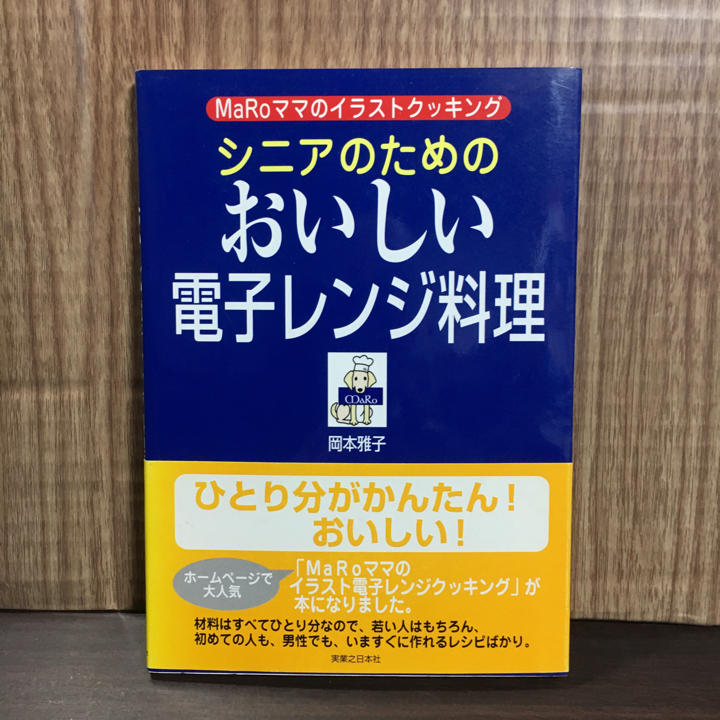 MaRoママのイラストクッキング
シニアのための
おいしい
電子レンジ料理
MaRo
岡本雅子
ひとり分がかんたん!
おいしい!
ホームページで
大人気
「MaRoママの
イラスト電子レンジクッキング」が
本になりました。
材料はすべてひとり分なので、若い人はもちろん、
初めての人も、男性でも、いますぐに作れるレシピばかり。
実業之日本社